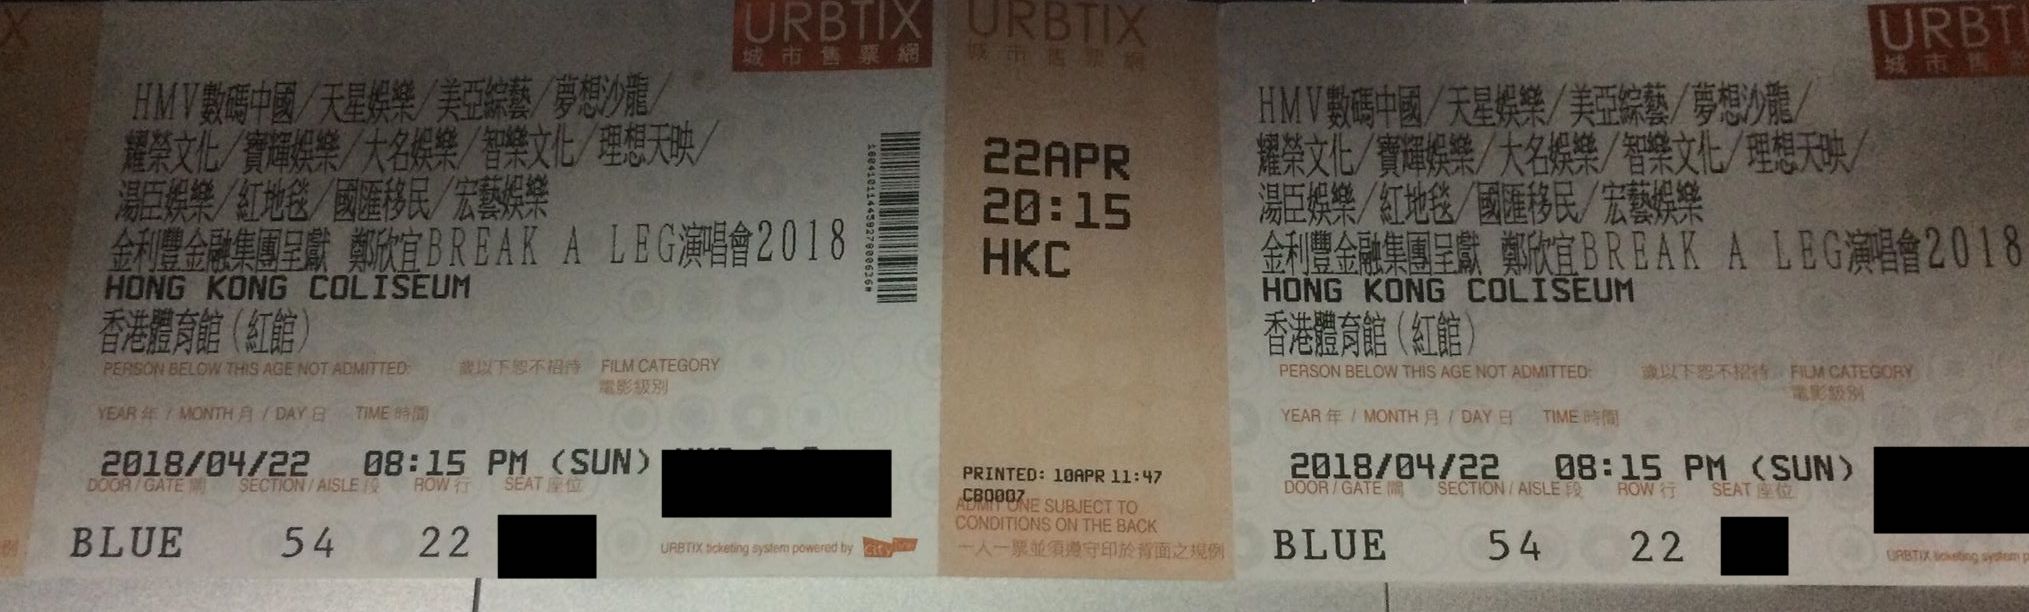 URBTIX
城市售票網
HMV數碼中國/天星娛樂/美亞綜藝/夢想沙龍/
耀榮文化/寶輝娛樂/大名娛樂/智樂文化/理想天映/
湯臣娛樂/紅地毯/國匯移民/宏藝娛樂
金利豐金融集團呈獻 鄭欣宜BREAK A LEG演唱會2018
HONG KONG COLISEUM
香港體育館(紅館)
PERSON BELOW THIS AGE NOT ADMITTED: 歲以下恕不招待 FILM CATEGORY
電影級別
YEAR 年 / MONTH 月 / DAY 日 TIME 時間
2018/04/22 08:15 PM (SUN)
DOOR / GATE 閘 SECTION / AISLE 段 ROW 行 SEAT 座位
BLUE 54 22
URBTIX ticketing system powered by
URBTIX
城市售票網
22APR
20:15
HKC
PRINTED: 10APR 11:47
CB0007
ADMIT ONE SUBJECT TO
CONDITIONS ON THE BACK
一人一票並須遵守印於背面之規例
URBTI
城市售票網
HMV數碼中國/天星娛樂/美亞綜藝/夢想沙龍/
耀榮文化/寶輝娛樂/大名娛樂/智樂文化/理想天映/
湯臣娛樂/紅地毯/國匯移民/宏藝娛樂
金利豐金融集團呈獻 鄭欣宜BREAK A LEG演唱會2018
HONG KONG COLISEUM
香港體育館(紅館)
PERSON BELOW THIS AGE NOT ADMITTED: 歲以下恕不招待 FILM CATEGORY
電影級別
YEAR 年 / MONTH 月 / DAY 日 TIME 時間
2018/04/22 08:15 PM (SUN)
DOOR / GATE 閘 SECTION / AISLE 段 ROW 行 SEAT 座位
BLUE 54 22
URBTIX ticketing system p